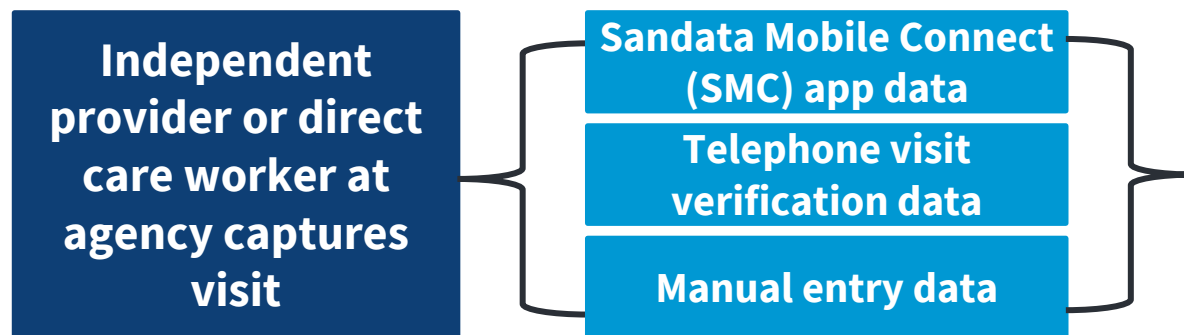 Independent
provider or direct
care worker at
agency captures
visit
Sandata Mobile Connect
(SMC) app data
Telephone visit
verification data
Manual entry data